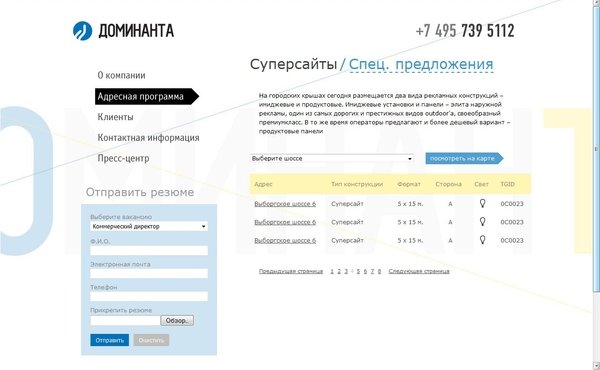 ДОМИНАНТА
+7 495 739 5112
О компании
Адресная программа
Клиенты
Контактная информация
Пресс-центр
Суперсайты / Спец. предложения
На городских крышах сегодня размещается два вида рекламных конструкций –
имиджевые и продуктовые. Имиджевые установки и панели – элита наружной
рекламы, один из самых дорогих и престижных видов outdoor'a, своеобразный
премиумкласс. В то же время операторы предлагают и более дешевый вариант –
продуктовые панели
Выберите шоссе
посмотреть на карте
Адрес Тип конструкции Формат Сторона Свет TGID
Выборгское шоссе 6 Суперсайт 5 x 15 м. А 0C0023
Выборгское шоссе 6 Суперсайт 5 x 15 м. А 0C0023
Выборгское шоссе 6 Суперсайт 5 x 15 м. А 0C0023
Предыдущая страница 1 2 3 4 5 6 7 8 Следующая страница
Отправить резюме
Выберите вакансию
Коммерческий директор
Ф.И.О.
Электронная почта
Телефон
Прикрепить резюме
Обзор..
Отправить
Очистить